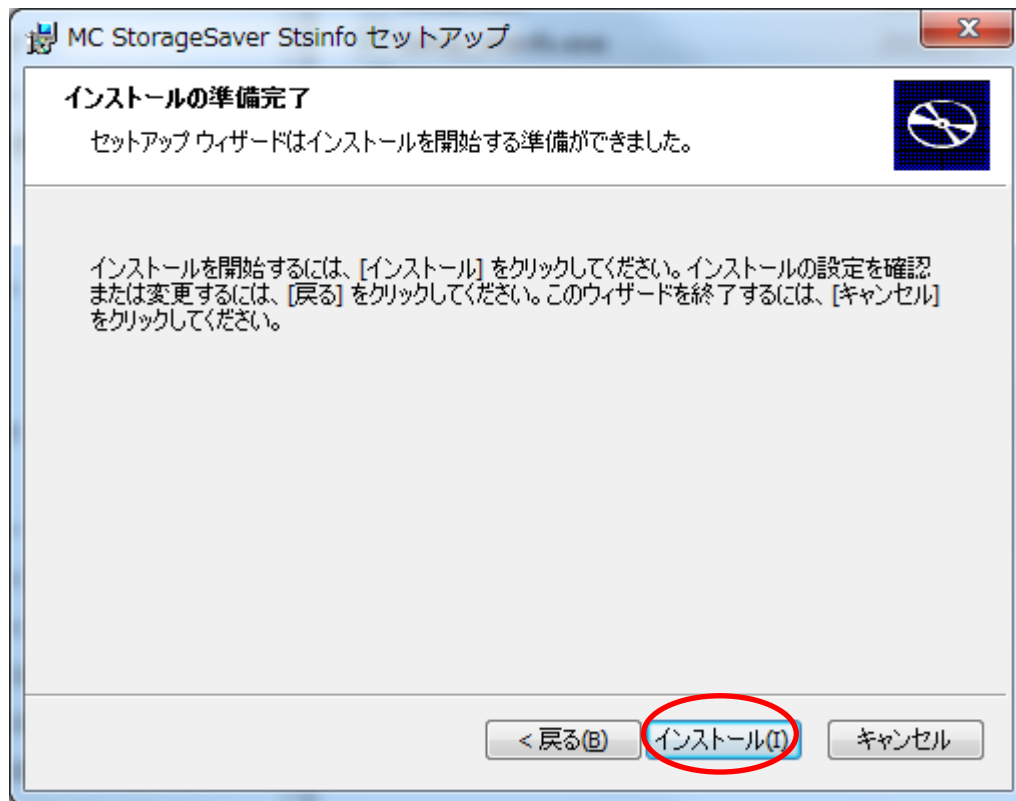 MC StorageSaver Stsinfo セットアップ
インストールの準備完了
セットアップ ウィザードはインストールを開始する準備ができました。
インストールを開始するには、[インストール] をクリックしてください。インストールの設定を確認
または変更するには、[戻る] をクリックしてください。このウィザードを終了するには、[キャンセル]
をクリックしてください。
< 戻る(B) インストール(I) キャンセル